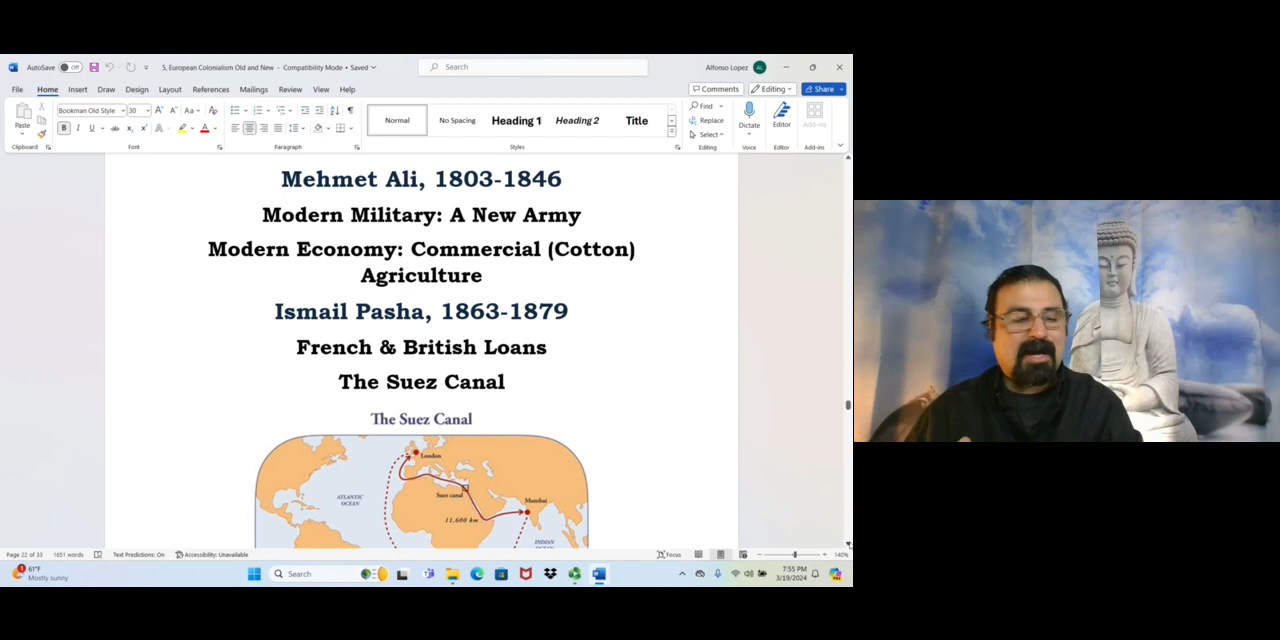 AutoSave Off 5, European Colonialism Old and New - Compatibility Mode • Saved Search Alfonso Lopez AL
File Home Insert Draw Design Layout References Mailings Review View Help Comments Editing Share
Paste Bookman Old Style 30 Normal No Spacing Heading 1 Heading 2 Title Find Replace Select Dictate Editor Add-ins
Clipboard Font Paragraph Styles Editing Voice Editor Add-ins
Mehmet Ali, 1803-1846
Modern Military: A New Army
Modern Economy: Commercial (Cotton)
Agriculture
Ismail Pasha, 1863-1879
French & British Loans
The Suez Canal
The Suez Canal
London
ATLANTIC
OCEAN
Suez canal
Mumbai
11,600 km
INDIAN
Page 22 of 33 1651 words Text Predictions: On Accessibility: Unavailable Focus 140%
61°F
Mostly sunny
Search
7:55 PM
3/19/2024